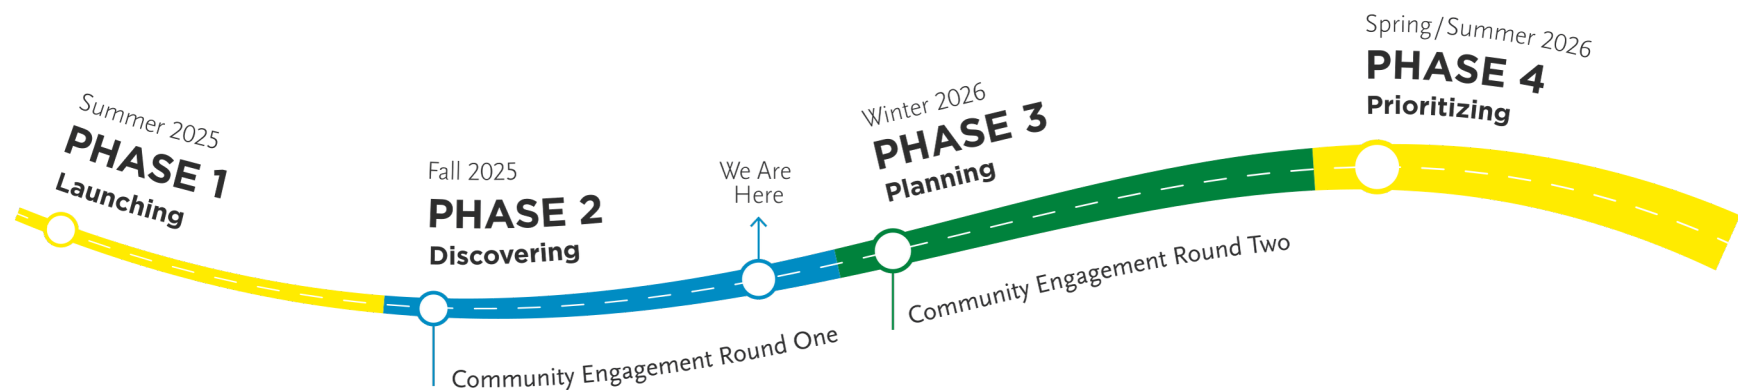 Summer 2025
PHASE 1
Launching
Fall 2025
PHASE 2
Discovering
Community Engagement Round One
We Are
Here
Winter 2026
PHASE 3
Planning
Community Engagement Round Two
Spring/Summer 2026
PHASE 4
Prioritizing